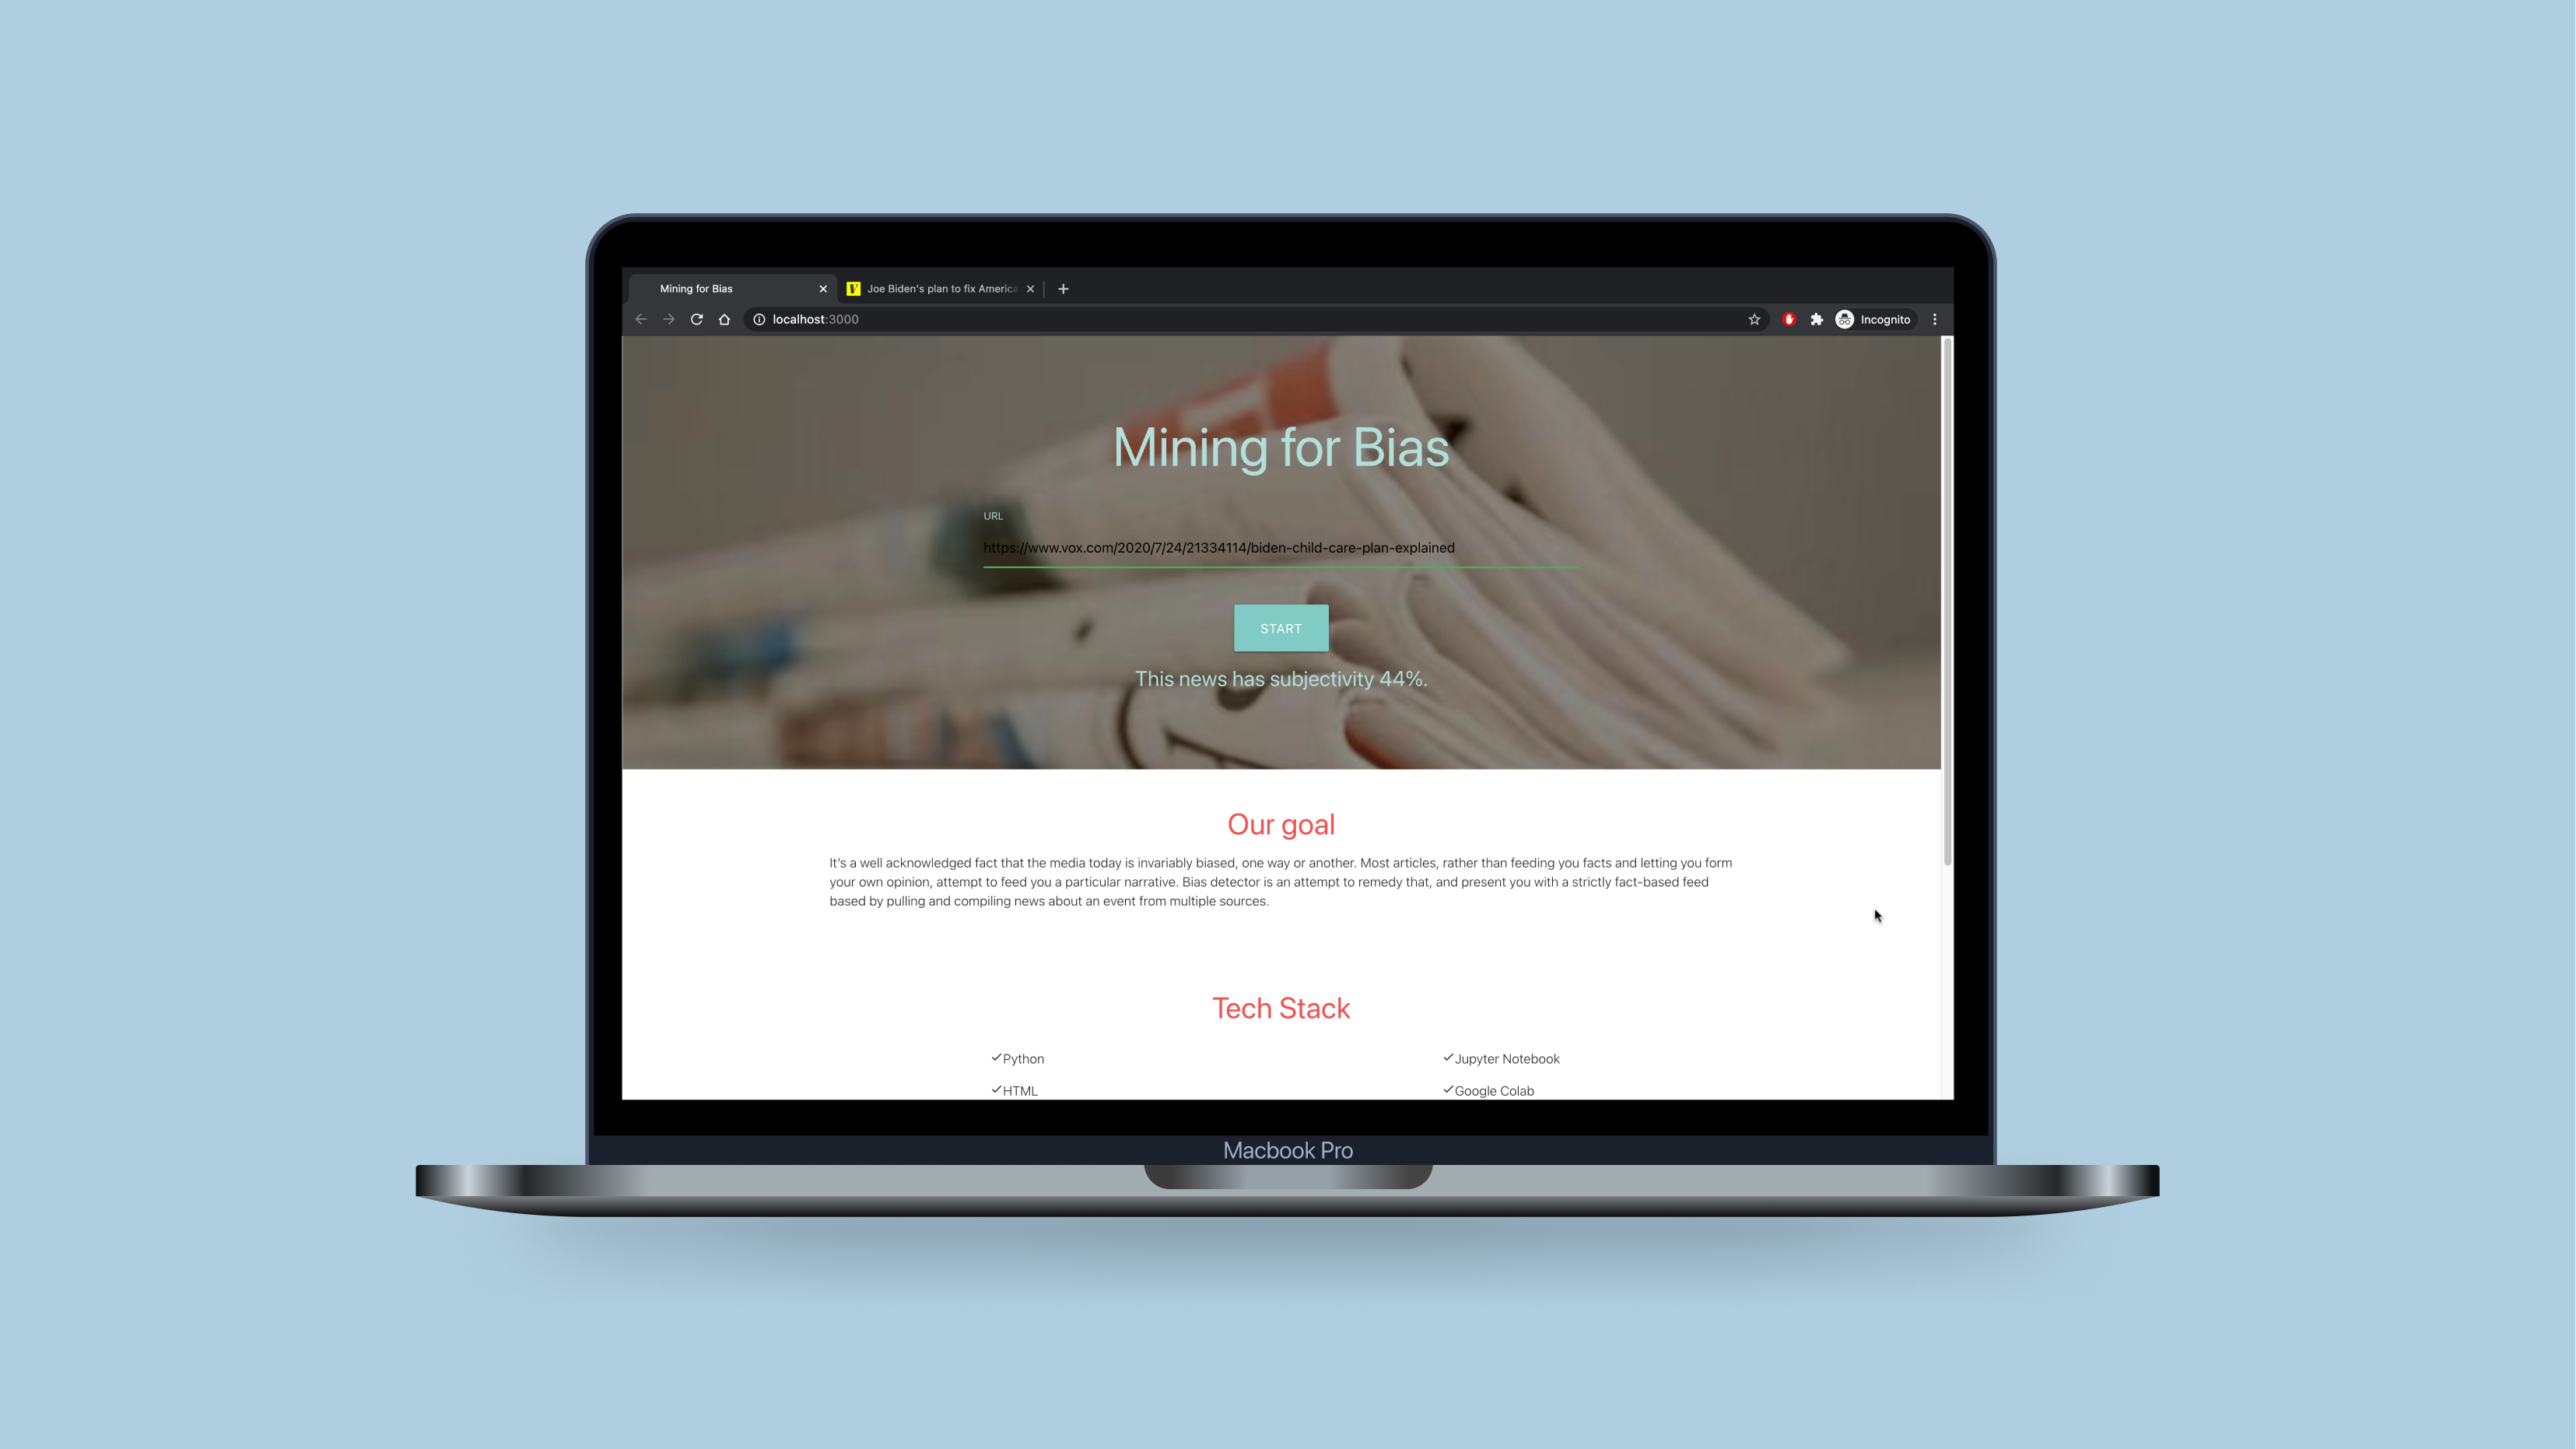 Mining for Bias
Joe Biden's plan to fix America
localhost:3000
Incognito
Mining for Bias
URL
https://www.vox.com/2020/7/24/21334114/biden-child-care-plan-explained
START
This news has subjectivity 44%.
Our goal
It's a well acknowledged fact that the media today is invariably biased, one way or another. Most articles, rather than feeding you facts and letting you form
your own opinion, attempt to feed you a particular narrative. Bias detector is an attempt to remedy that, and present you with a strictly fact-based feed
based by pulling and compiling news about an event from multiple sources.
Tech Stack
Python
Jupyter Notebook
HTML
Google Colab
Macbook Pro